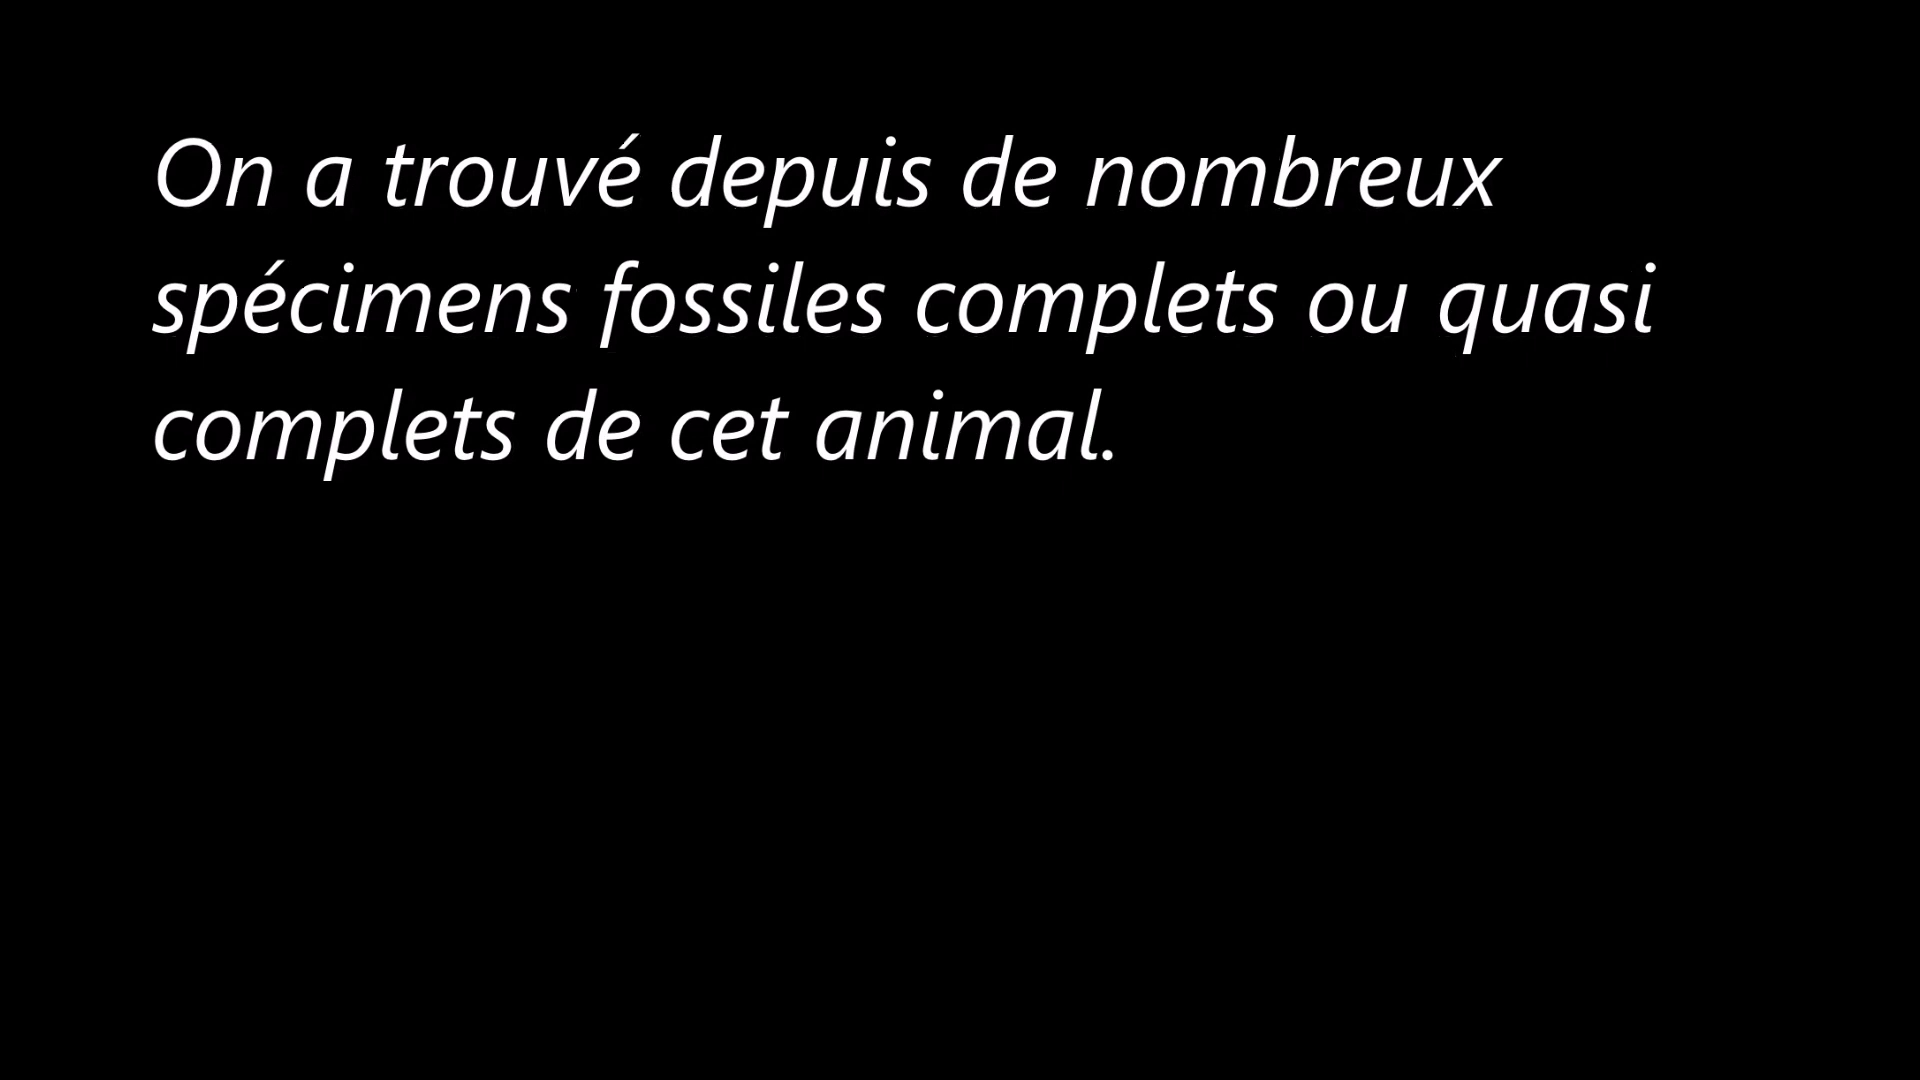 On a trouvé depuis de nombreux
spécimens fossiles complets ou quasi
complets de cet animal.